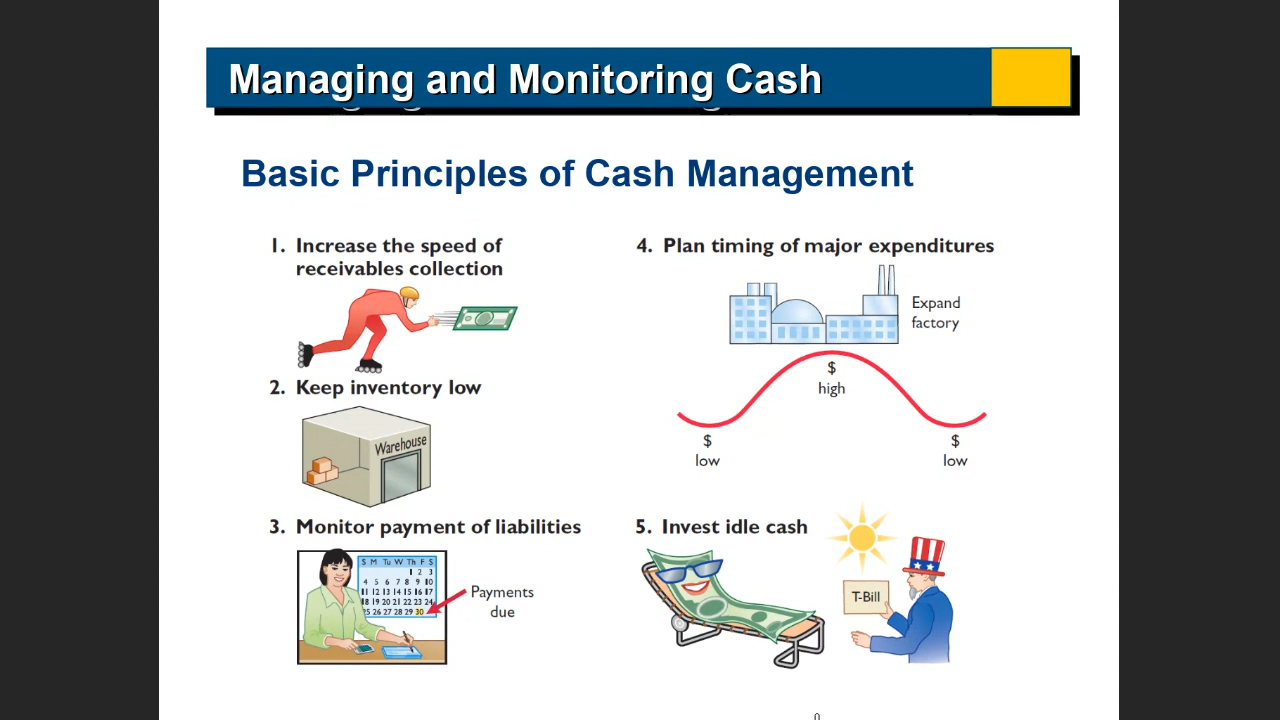 Managing and Monitoring Cash
Basic Principles of Cash Management
1. Increase the speed of
receivables collection
2. Keep inventory low
Warehouse
3. Monitor payment of liabilities
S M Tu W Th F S
1 2 3
4 5 6 7 8 9 10
11 12 13 14 15 16 17
18 19 20 21 22 23 24
25 26 27 28 29 30
Payments
due
4. Plan timing of major expenditures
Expand
factory
$
high
$
low
$
low
5. Invest idle cash
T-Bill